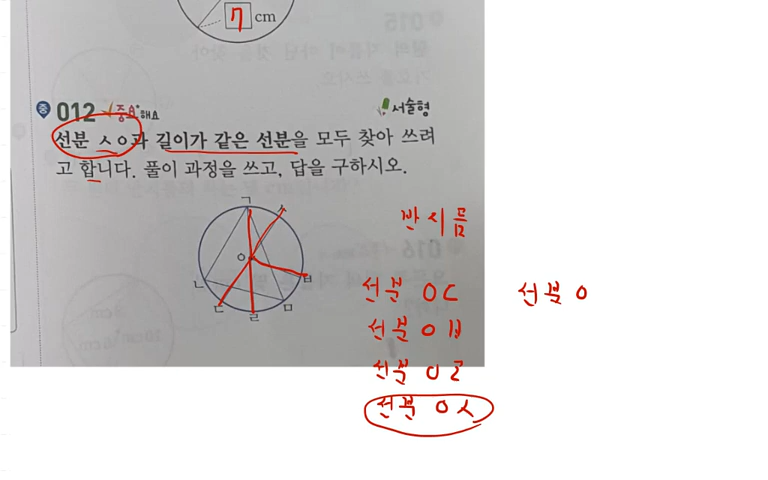 7 cm
중 012 중요해요 서술형
선분 ㅅㅇ과 길이가 같은 선분을 모두 찾아 쓰려
고 합니다. 풀이 과정을 쓰고, 답을 구하시오.
ㄱ ㅅ
ㅇ
ㄴ ㅂ
ㄷ ㄹ ㅁ
반지름
선분 ㅇㄷ 선분 ㅇ
선분 ㅇㅂ
선분 ㅇㄹ
선분 ㅇㅅ